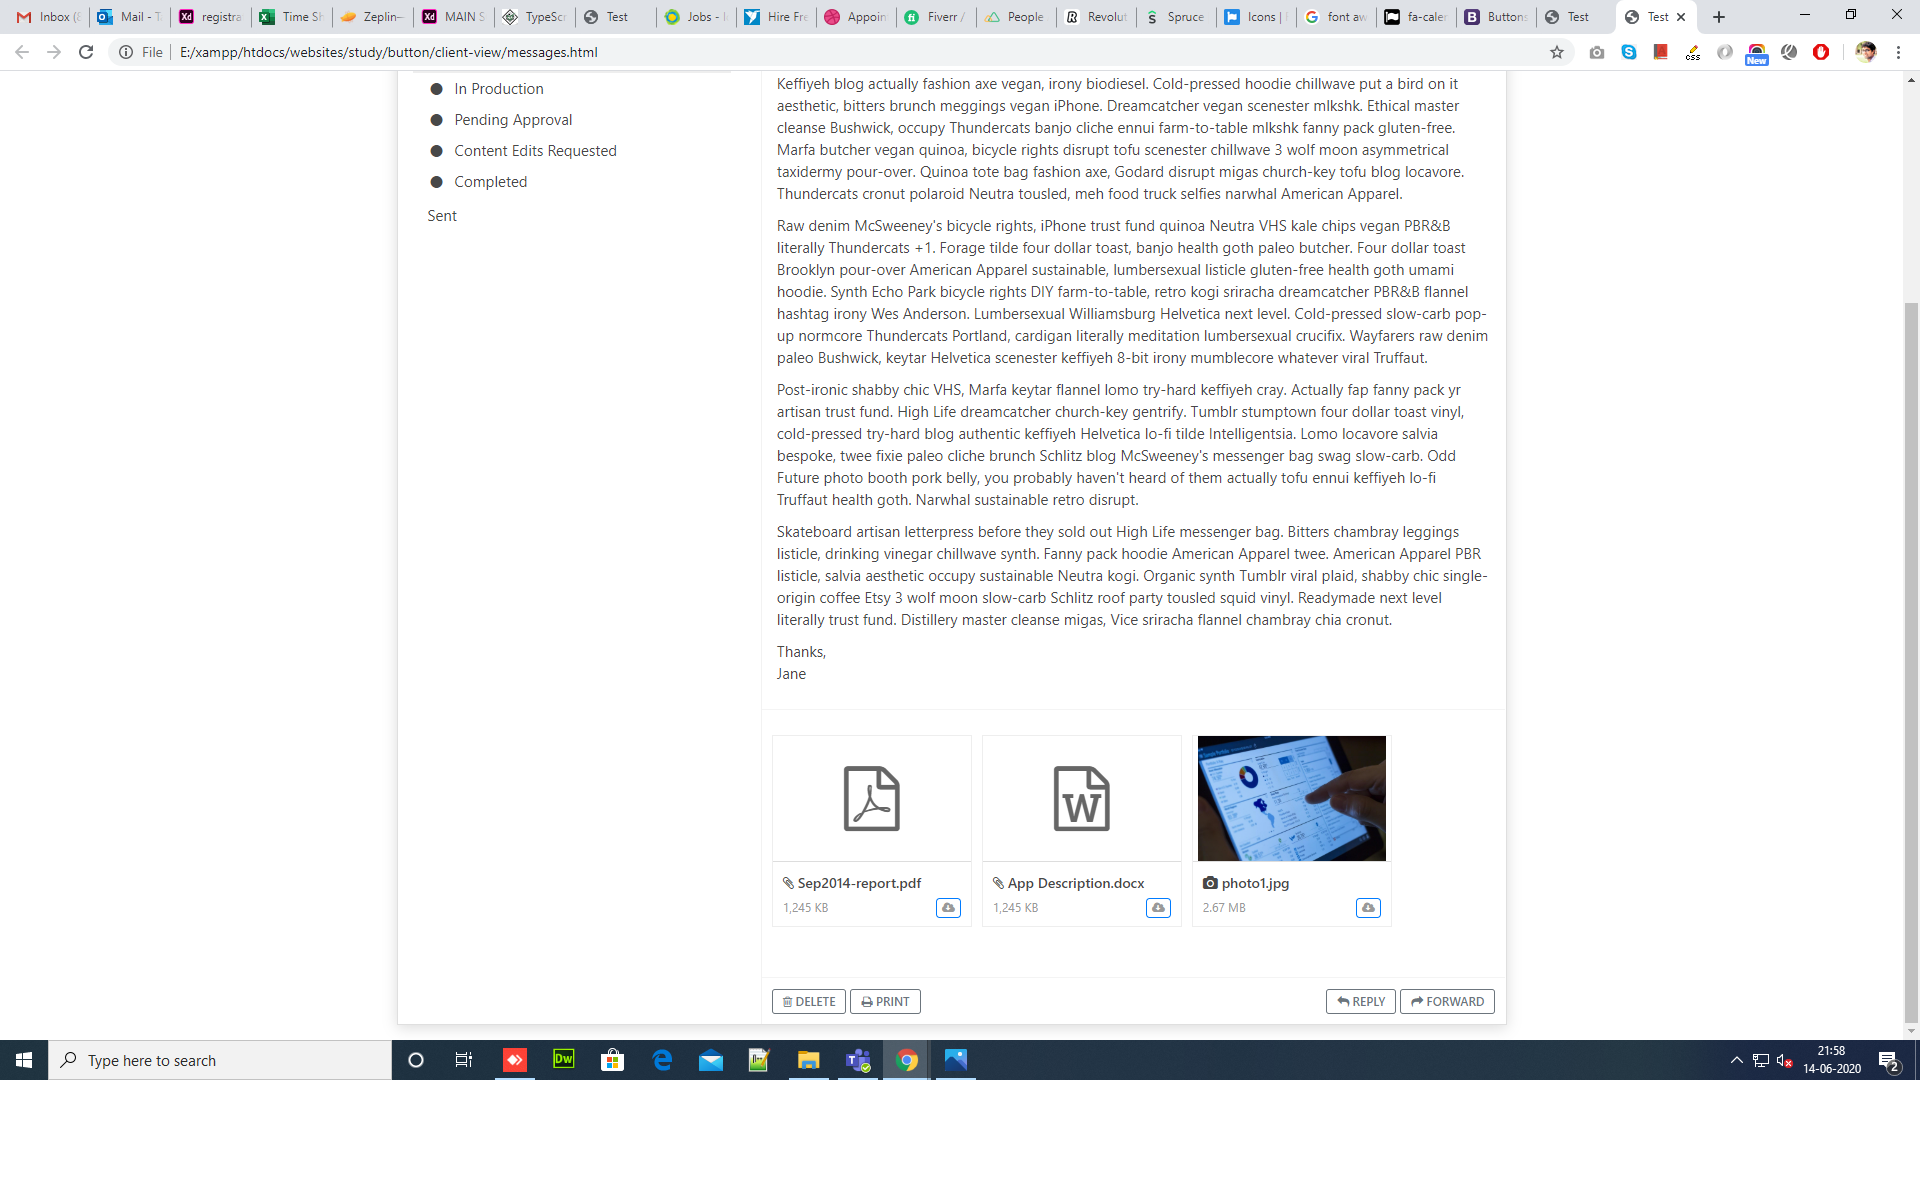 Inbox (8
Mail - T
registra
Time Sh
Zeplin
MAIN S
TypeScr
Test
Jobs - I
Hire Fre
Appoin
Fiverr /
People
Revolut
Spruce
Icons |
font aw
fa-caler
Buttons
Test
Test
File
E:/xampp/htdocs/websites/study/button/client-view/messages.html
css
New
In Production
Pending Approval
Content Edits Requested
Completed
Sent
Keffiyeh blog actually fashion axe vegan, irony biodiesel. Cold-pressed hoodie chillwave put a bird on it
aesthetic, bitters brunch meggings vegan iPhone. Dreamcatcher vegan scenester mlkshk. Ethical master
cleanse Bushwick, occupy Thundercats banjo cliche ennui farm-to-table mlkshk fanny pack gluten-free.
Marfa butcher vegan quinoa, bicycle rights disrupt tofu scenester chillwave 3 wolf moon asymmetrical
taxidermy pour-over. Quinoa tote bag fashion axe, Godard disrupt migas church-key tofu blog locavore.
Thundercats cronut polaroid Neutra tousled, meh food truck selfies narwhal American Apparel.
Raw denim McSweeney's bicycle rights, iPhone trust fund quinoa Neutra VHS kale chips vegan PBR&B
literally Thundercats +1. Forage tilde four dollar toast, banjo health goth paleo butcher. Four dollar toast
Brooklyn pour-over American Apparel sustainable, lumbersexual listicle gluten-free health goth umami
hoodie. Synth Echo Park bicycle rights DIY farm-to-table, retro kogi sriracha dreamcatcher PBR&B flannel
hashtag irony Wes Anderson. Lumbersexual Williamsburg Helvetica next level. Cold-pressed slow-carb pop-
up normcore Thundercats Portland, cardigan literally meditation lumbersexual crucifix. Wayfarers raw denim
paleo Bushwick, keytar Helvetica scenester keffiyeh 8-bit irony mumblecore whatever viral Truffaut.
Post-ironic shabby chic VHS, Marfa keytar flannel lomo try-hard keffiyeh cray. Actually fap fanny pack yr
artisan trust fund. High Life dreamcatcher church-key gentrify. Tumblr stumptown four dollar toast vinyl,
cold-pressed try-hard blog authentic keffiyeh Helvetica lo-fi tilde Intelligentsia. Lomo locavore salvia
bespoke, twee fixie paleo cliche brunch Schlitz blog McSweeney's messenger bag swag slow-carb. Odd
Future photo booth pork belly, you probably haven't heard of them actually tofu ennui keffiyeh lo-fi
Truffaut health goth. Narwhal sustainable retro disrupt.
Skateboard artisan letterpress before they sold out High Life messenger bag. Bitters chambray leggings
listicle, drinking vinegar chillwave synth. Fanny pack hoodie American Apparel twee. American Apparel PBR
listicle, salvia aesthetic occupy sustainable Neutra kogi. Organic synth Tumblr viral plaid, shabby chic single-
origin coffee Etsy 3 wolf moon slow-carb Schlitz roof party tousled squid vinyl. Readymade next level
literally trust fund. Distillery master cleanse migas, Vice sriracha flannel chambray chia cronut.
Thanks,
Jane
W
Sep2014-report.pdf
1,245 KB
App Description.docx
1,245 KB
photo1.jpg
2.67 MB
DELETE
PRINT
REPLY
FORWARD
Type here to search
Dw
21:58
14-06-2020
2